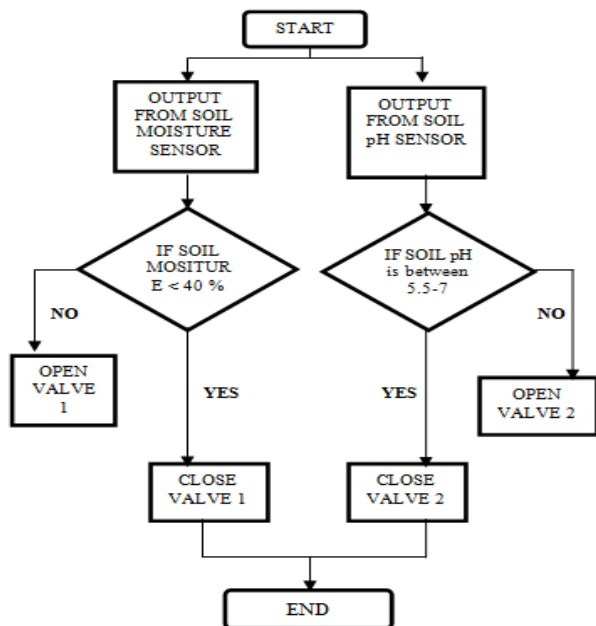 START
OUTPUT
FROM SOIL
MOISTURE
SENSOR
OUTPUT
FROM SOIL
pH SENSOR
IF SOIL
MOSITUR
E < 40 %
IF SOIL pH
is between
5.5-7
NO
NO
OPEN
VALVE
1
YES
YES
OPEN
VALVE 2
CLOSE
VALVE 1
CLOSE
VALVE 2
END